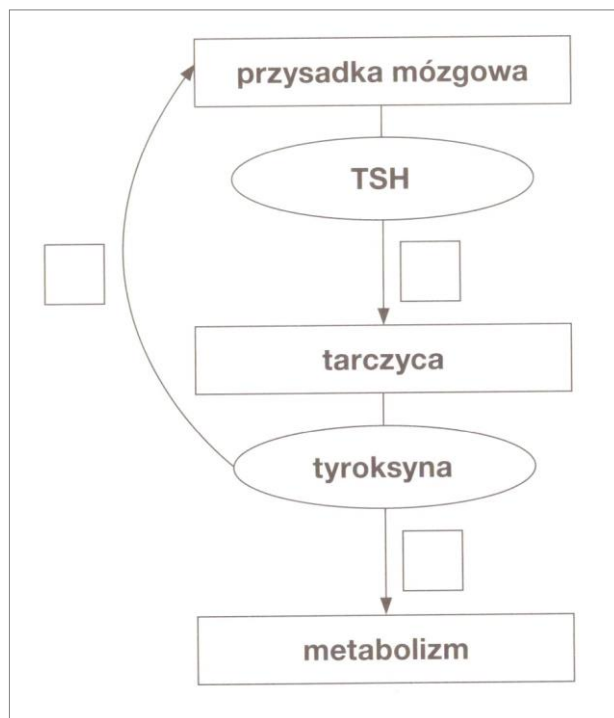 przysadka mózgowa
TSH
tarczyca
tyroksyna
metabolizm